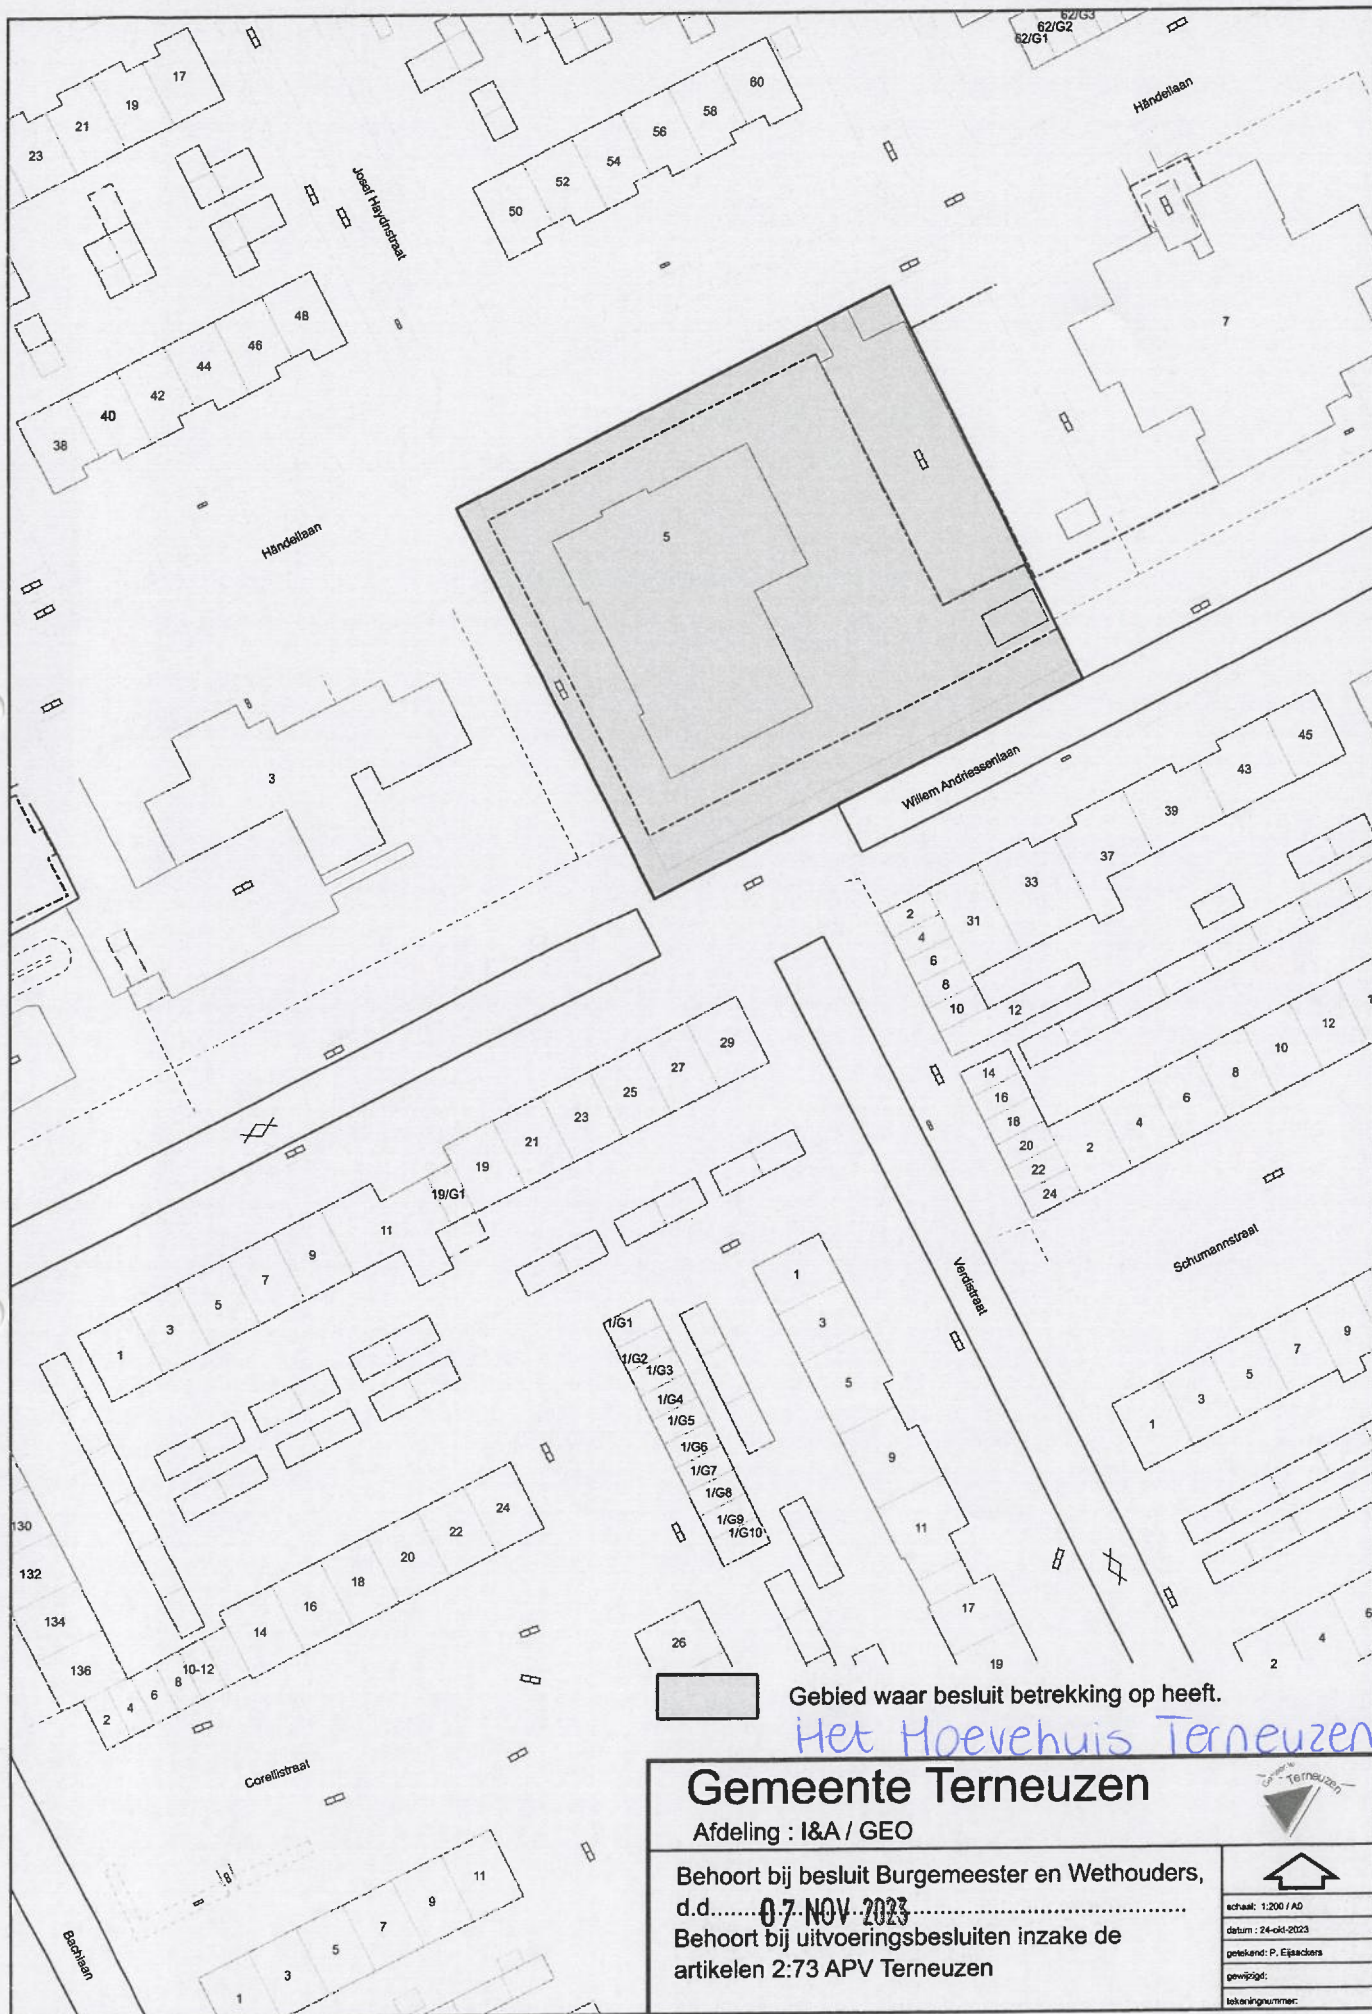 62/G3
62/G2
62/G1
Händellaan
17
19
21
23
60
58
56
54
52
50
Josef Haydnstraat
48
46
44
42
40
38
7
Händellaan
5
3
Willem Andriessenlaan
45
43
39
37
33
31
2
4
6
8
10
12
14
16
18
20
22
24
2
4
6
8
10
12
29
27
25
23
21
19
19/G1
11
9
7
5
3
1
Verdistraat
Schumannstraat
1
3
5
9
11
17
19
1/G1
1/G2
1/G3
1/G4
1/G5
1/G6
1/G7
1/G8
1/G9
1/G10
1
3
5
7
9
130
132
134
136
2
4
6
8
10-12
14
16
18
20
22
24
26
2
4
6
Corellistraat
Bachlaan
1
3
5
7
9
11
8
Gebied waar besluit betrekking op heeft.
Het Hoevehuis Terneuzen
Gemeente Terneuzen
Gemeente
Terneuzen
Afdeling : I&A / GEO
Behoort bij besluit Burgemeester en Wethouders,
d.d........07 NOV 2023........
Behoort bij uitvoeringsbesluiten inzake de
artikelen 2:73 APV Terneuzen
schaal: 1:200 / A0
datum : 24-okt-2023
getekend: P. Eijsackers
gewijzigd:
tekeningnummer: